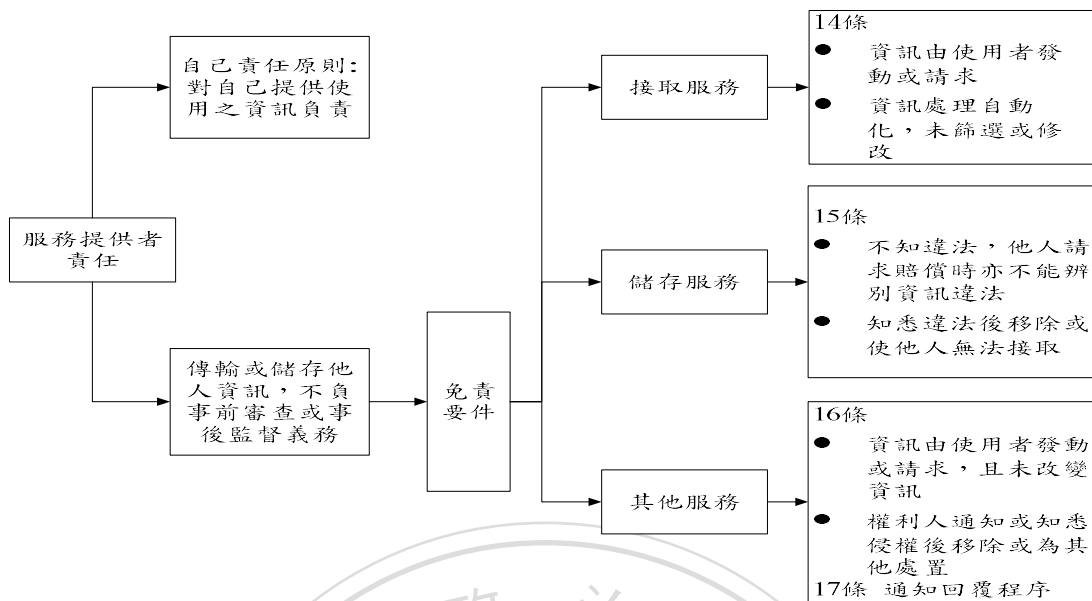 自己責任原則:
對自己提供使
用之資訊負責
服務提供者
責任
傳輸或儲存他
人資訊，不負
事前審查或事
後監督義務
免責
要件
接取服務
儲存服務
其他服務
14條
● 資訊由使用者發
動或請求
● 資訊處理自動
化，未篩選或修
改
15條
● 不知違法，他人請
求賠償時亦不能辨
別資訊違法
● 知悉違法後移除或
使他人無法接取
16條
● 資訊由使用者發動
或請求，且未改變
資訊
● 權利人通知或知悉
侵權後移除或為其
他處置
17條 通知回覆程序